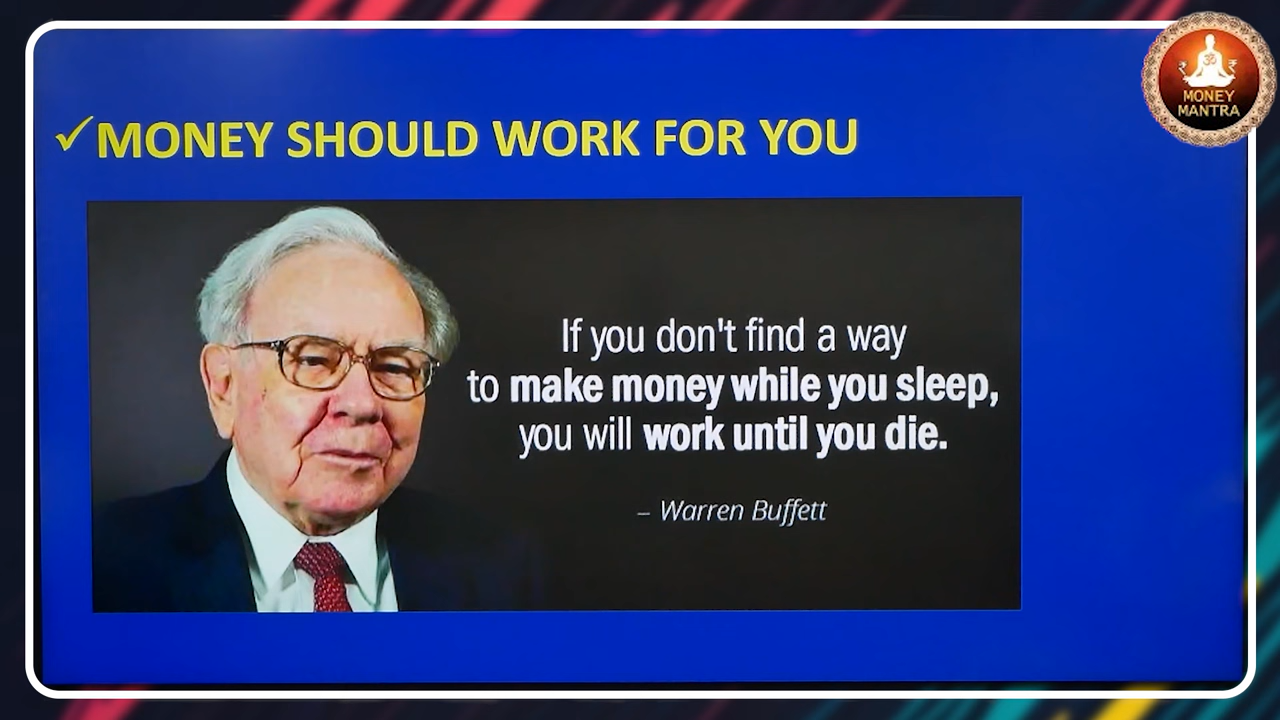 ✓MONEY SHOULD WORK FOR YOU
If you don't find a way
to make money while you sleep,
you will work until you die.
– Warren Buffett
ॐ
₹ ₹
MONEY
MANTRA